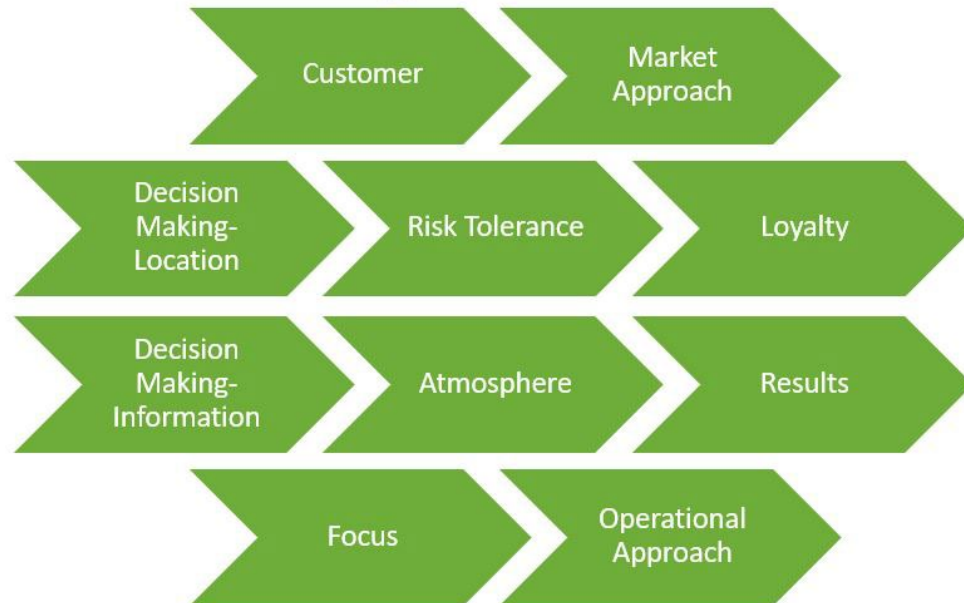 Customer
Market
Approach
Decision
Making-
Location
Risk Tolerance
Loyalty
Decision
Making-
Information
Atmosphere
Results
Focus
Operational
Approach